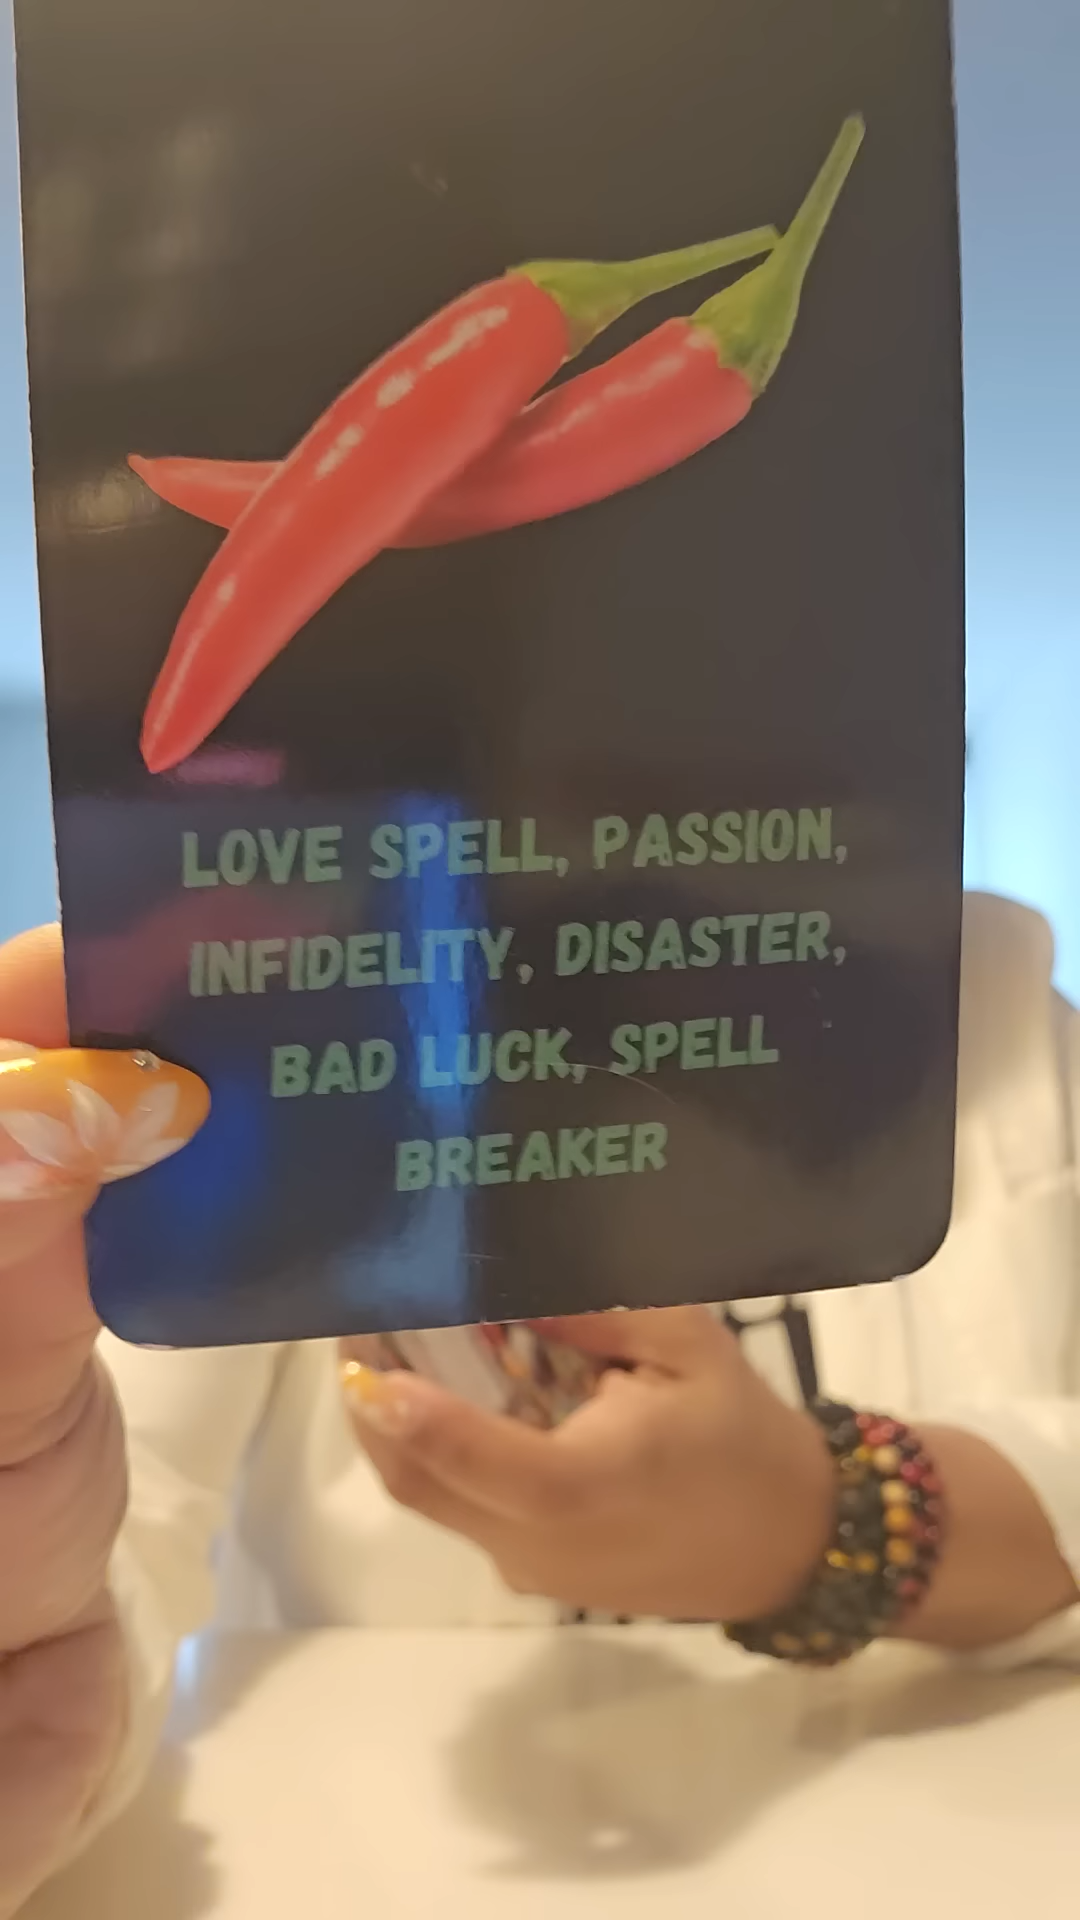 LOVE SPELL, PASSION,
INFIDELITY, DISASTER,
BAD LUCK, SPELL
BREAKER